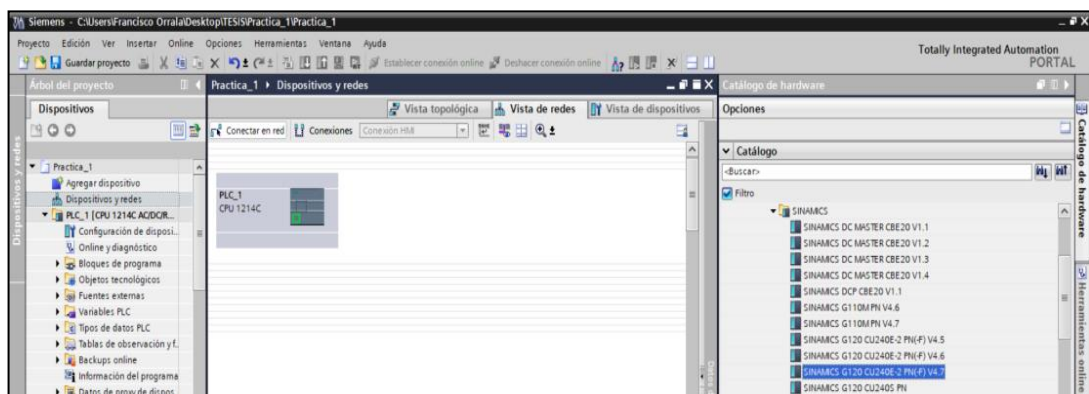 Siemens - C:\Users\Francisco Orrala\Desktop\TESIS\Practica_1\Practica_1
Proyecto Edición Ver Insertar Online Opciones Herramientas Ventana Ayuda
Totally Integrated Automation
PORTAL
Guardar proyecto
Establecer conexión online
Deshacer conexión online
Árbol del proyecto
Practica_1 Dispositivos y redes
Catálogo de hardware
Dispositivos
Vista topológica
Vista de redes
Vista de dispositivos
Opciones
Conectar en red
Conexiones
Conexión HMI
Catálogo
<Buscar>
Filtro
Practica_1
Agregar dispositivo
Dispositivos y redes
PLC_1 [CPU 1214C AC/DC/R...
Configuración de disposi..
Online y diagnóstico
Bloques de programa
Objetos tecnológicos
Fuentes externas
Variables PLC
Tipos de datos PLC
Tablas de observación y f..
Backups online
Información del programa
Datos de proxy de dispos
PLC_1
CPU 1214C
SINAMICS
SINAMICS DC MASTER CBE20 V1.1
SINAMICS DC MASTER CBE20 V1.2
SINAMICS DC MASTER CBE20 V1.3
SINAMICS DC MASTER CBE20 V1.4
SINAMICS DCP CBE20 V1.1
SINAMICS G110M PN V4.6
SINAMICS G110M PN V4.7
SINAMICS G120 CU240E-2 PN(-F) V4.5
SINAMICS G120 CU240E-2 PN(-F) V4.6
SINAMICS G120 CU240E-2 PN(-F) V4.7
SINAMICS G120 CU240S PN
Dispositivos y redes
Catálogo de hardware
Herramientas online